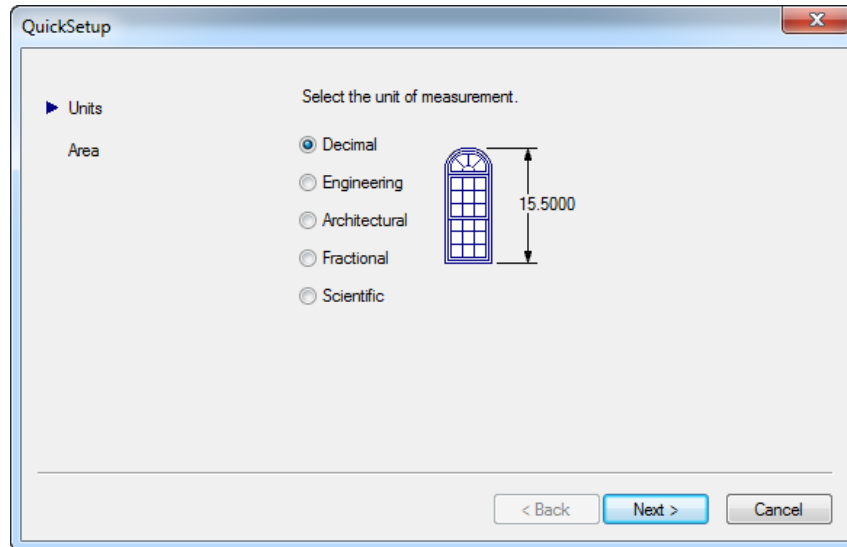 QuickSetup
Units
Area
Select the unit of measurement.
Decimal
Engineering
Architectural
Fractional
Scientific
15.5000
< Back
Next >
Cancel